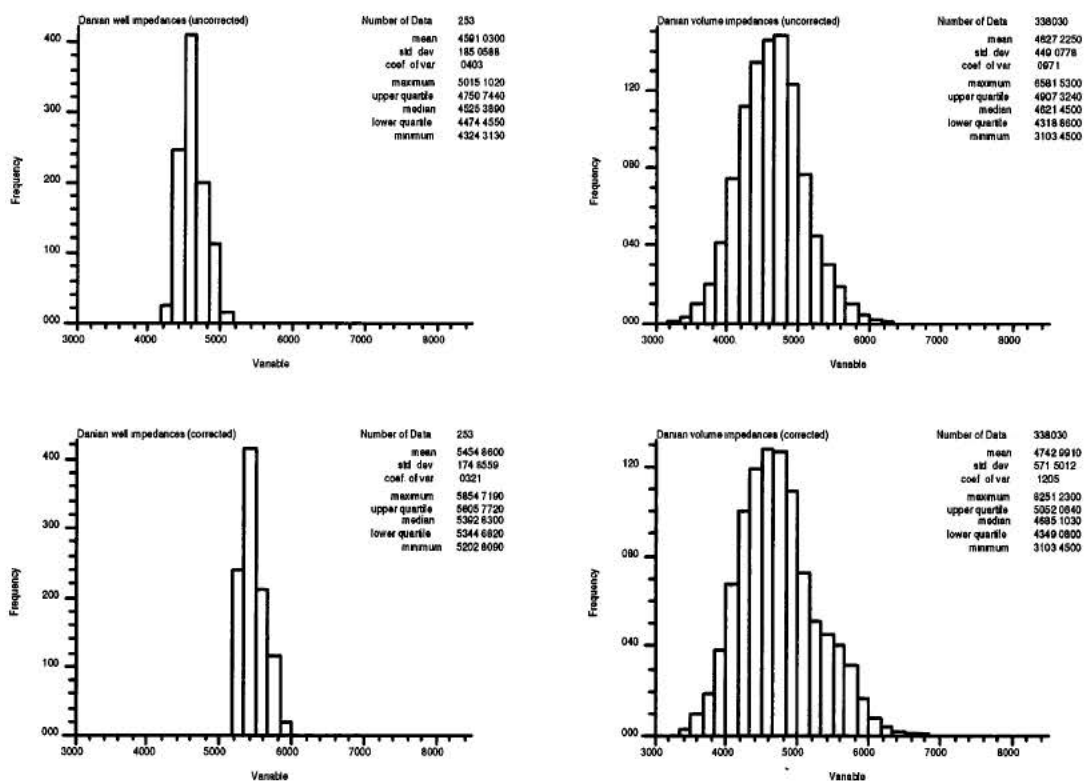 Danian well impedances (uncorrected)
Number of Data 253
mean 4591 0300
std dev 185 0588
coef of var 0403
maximum 5015 1020
upper quartile 4750 7440
median 4525 3890
lower quartile 4474 4550
minimum 4324 3130
Frequency
400
300
200
100
000
3000 4000 5000 6000 7000 8000
Variable
Danian volume impedances (uncorrected)
Number of Data 338030
mean 4627 2250
std dev 449 0778
coef of var 0971
maximum 6581 5300
upper quartile 4907 3240
median 4621 4500
lower quartile 4318 8600
minimum 3103 4500
Frequency
120
080
040
000
3000 4000 5000 6000 7000 8000
Variable
Danian well impedances (corrected)
Number of Data 253
mean 5454 8600
std dev 174 8559
coef. of var 0321
maximum 5854 7190
upper quartile 5605 7720
median 5392 6300
lower quartile 5344 6820
minimum 5202 8090
Frequency
400
300
200
100
000
3000 4000 5000 6000 7000 8000
Variable
Danian volume impedances (corrected)
Number of Data 338030
mean 4742 9910
std dev 571 5012
coef of var 1205
maximum 8251 2300
upper quartile 5052 0640
median 4685 1030
lower quartile 4349 0800
minimum 3103 4500
Frequency
120
080
040
000
3000 4000 5000 6000 7000 8000
Variable